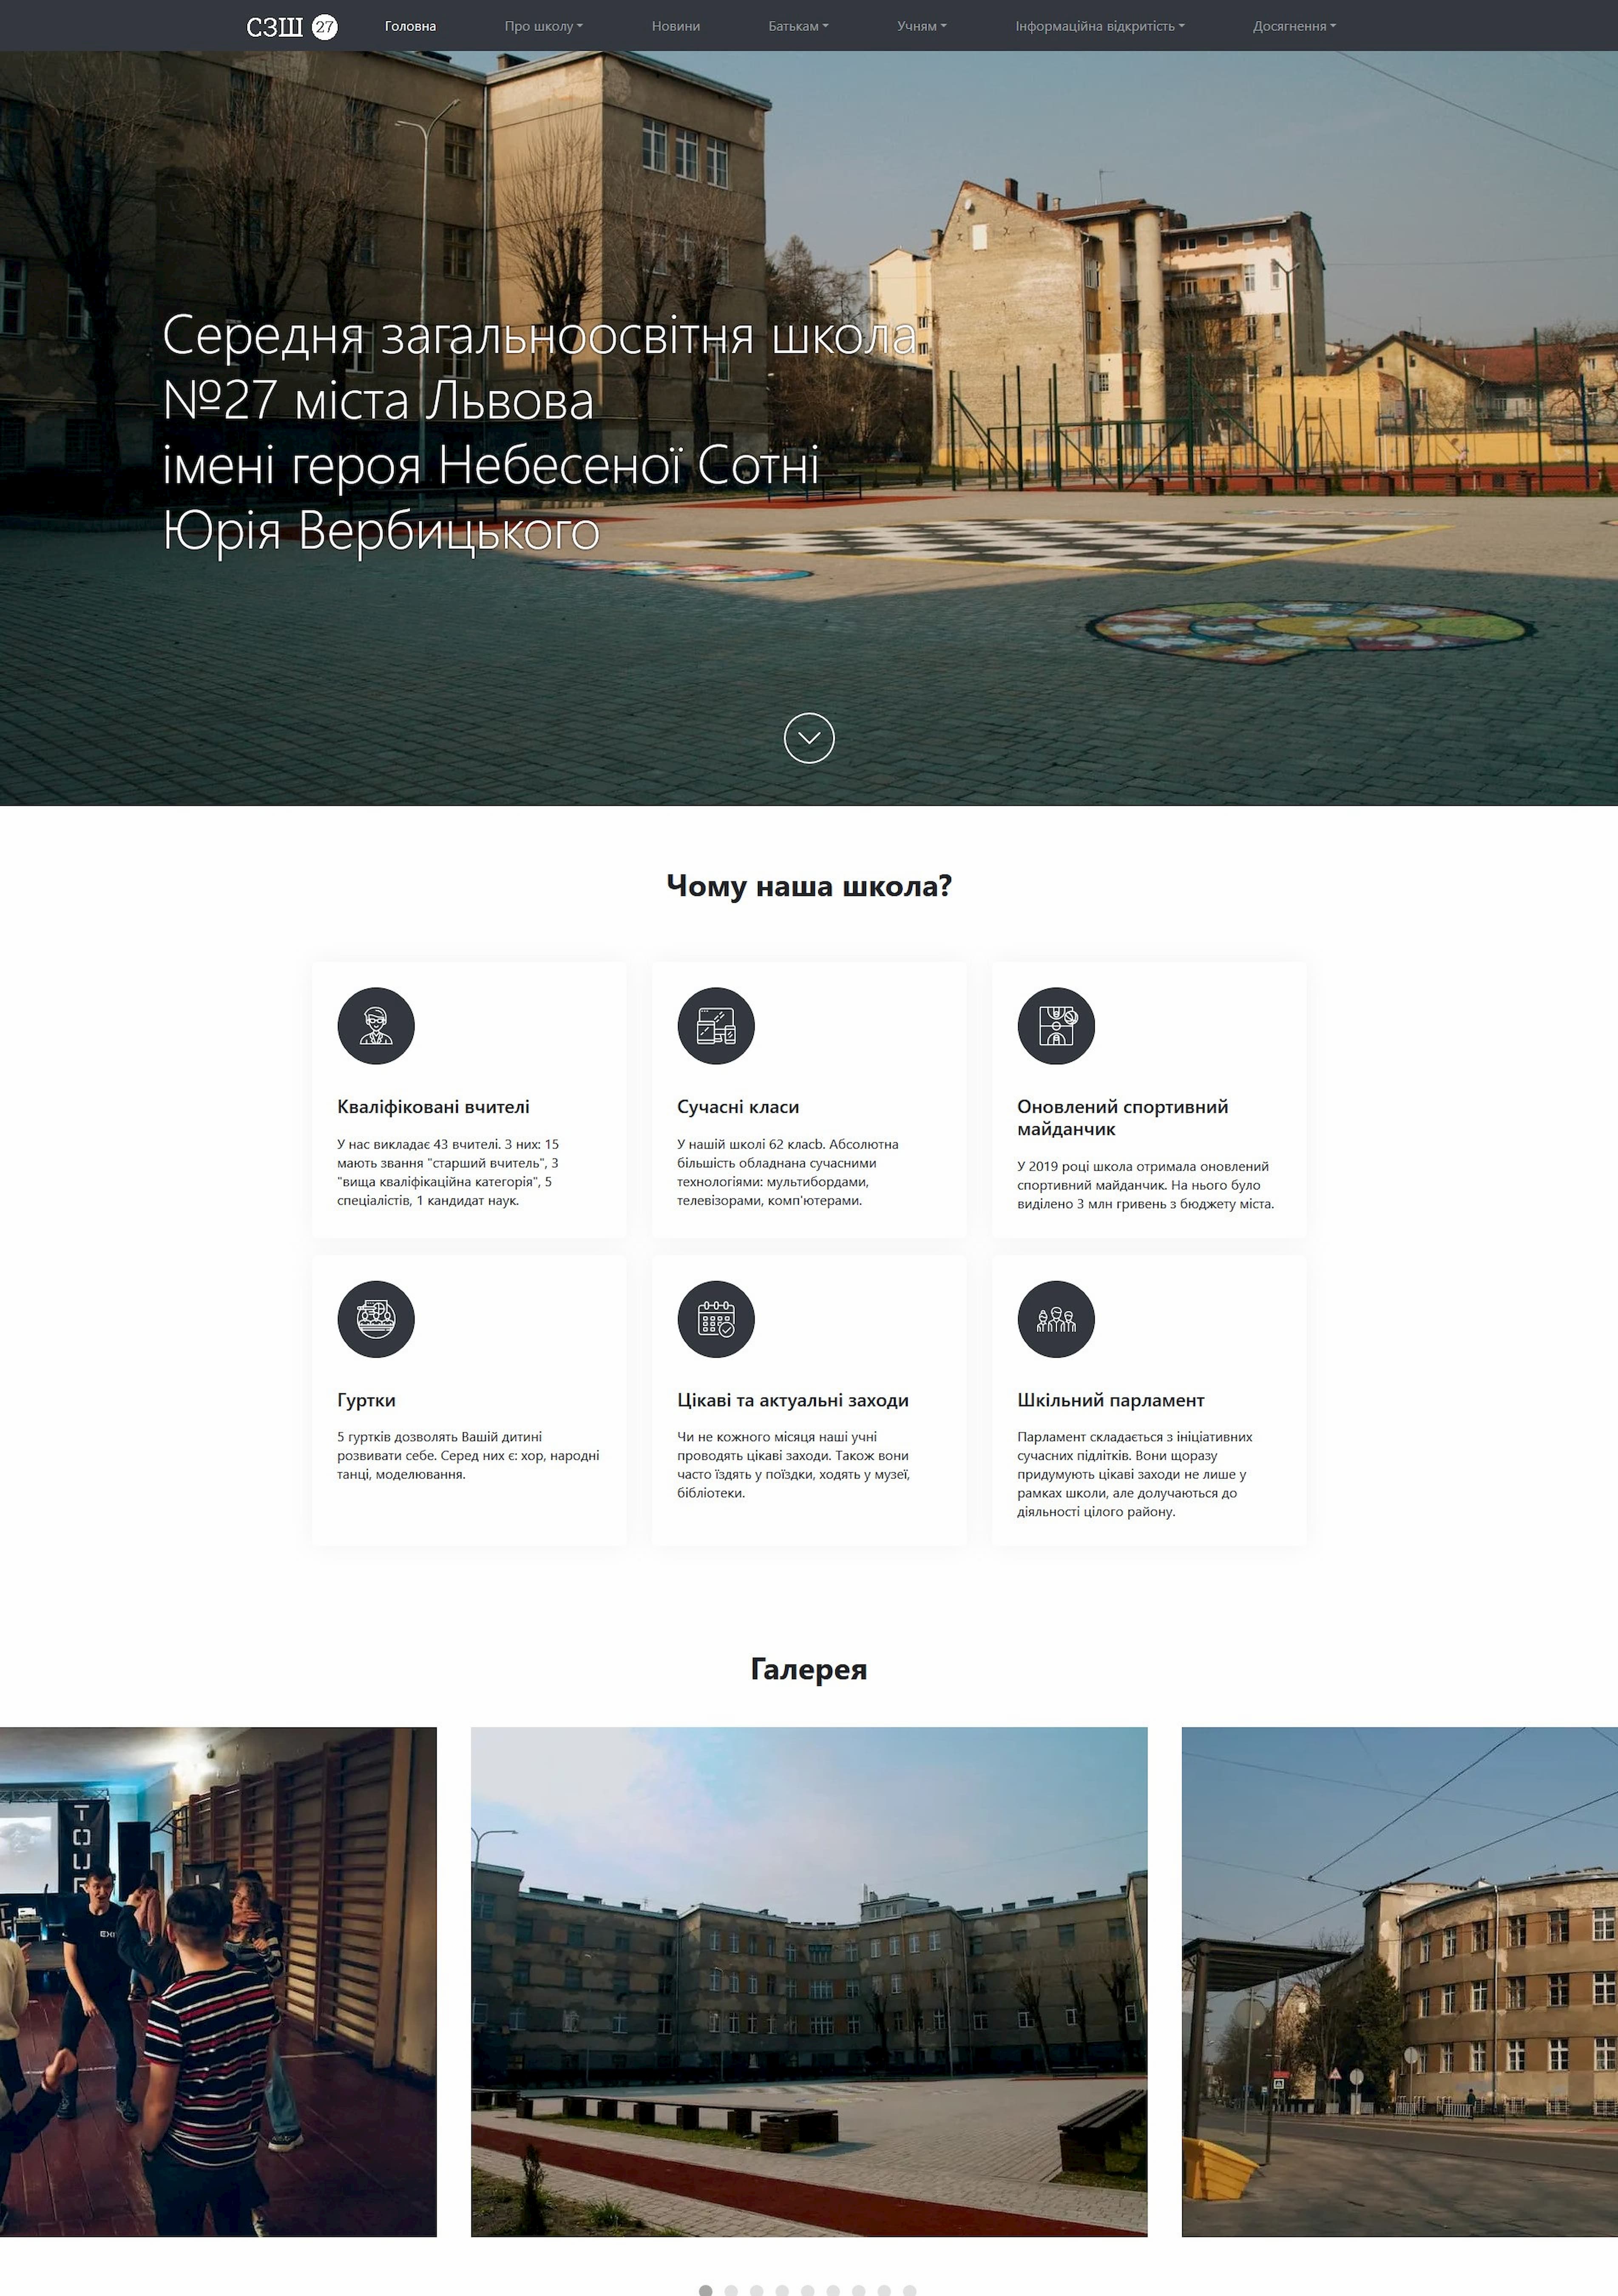 СЗШ 27 Головна Про школу Новини Батькам Учням Інформаційна відкритість Досягнення
Середня загальноосвітня школа
№27 міста Львова
імені героя Небесеної Сотні
Юрія Вербицького
Чому наша школа?
Кваліфіковані вчителі
У нас викладає 43 вчителі. З них: 15
мають звання "старший вчитель", 3
"вища кваліфікаційна категорія", 5
спеціалістів, 1 кандидат наук.
Сучасні класи
У нашій школі 62 класb. Абсолютна
більшість обладнана сучасними
технологіями: мультибордами,
телевізорами, комп'ютерами.
Оновлений спортивний
майданчик
У 2019 році школа отримала оновлений
спортивний майданчик. На нього було
виділено 3 млн гривень з бюджету міста.
Гуртки
5 гуртків дозволять Вашій дитині
розвивати себе. Серед них є: хор, народні
танці, моделювання.
Цікаві та актуальні заходи
Чи не кожного місяця наші учні
проводять цікаві заходи. Також вони
часто їздять у поїздки, ходять у музеї,
бібліотеки.
Шкільний парламент
Парламент складається з ініціативних
сучасних підлітків. Вони щоразу
придумують цікаві заходи не лише у
рамках школи, але долучаються до
діяльності цілого району.
Галерея